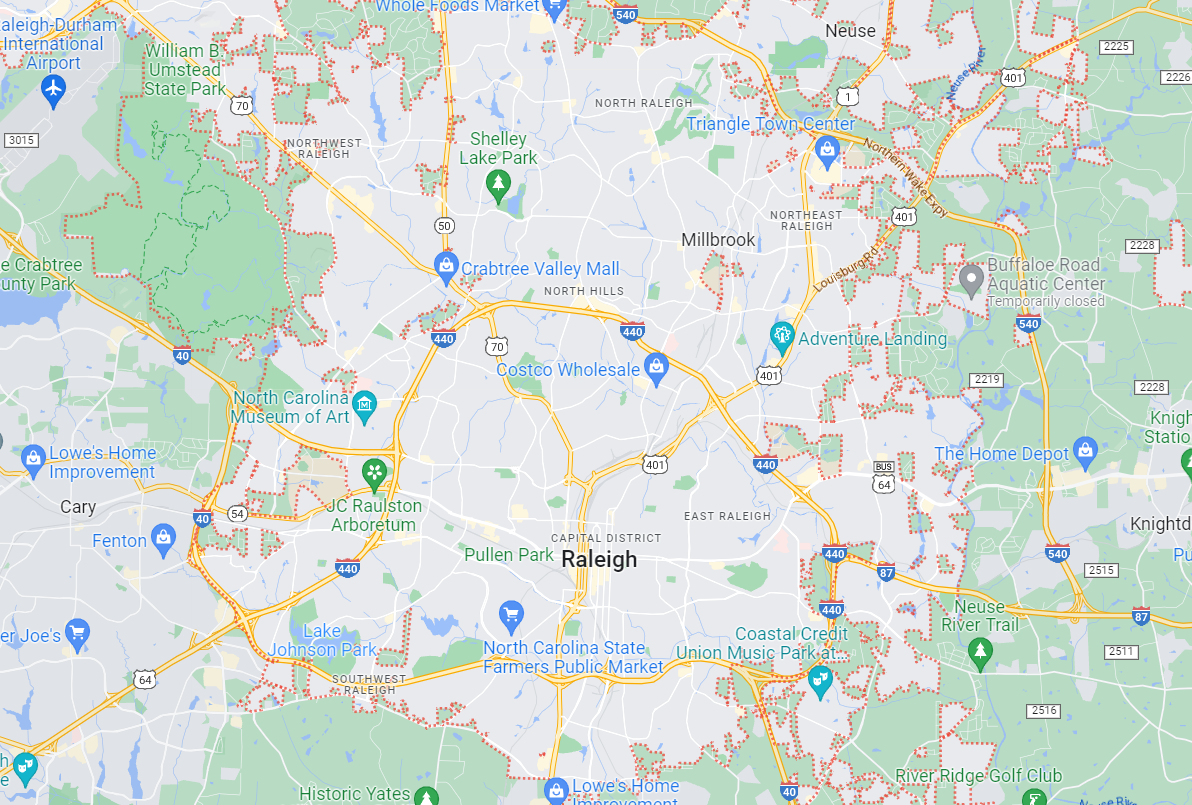 Whole Foods Market
540
aleigh-Durham
International
Airport
Neuse
2225
William B.
Umstead
State Park
401
2226
70
1
Neuse River
NORTH RALEIGH
Triangle Town Center
3015
NORTHWEST
RALEIGH
Shelley
Lake Park
Northern Wake Expy
401
50
NORTHEAST
RALEIGH
Millbrook
2228
Louisburg Rd
e Crabtree
unty Park
Crabtree Valley Mall
Buffaloe Road
Aquatic Center
Temporarily closed
NORTH HILLS
540
440
440
Adventure Landing
40
70
Costco Wholesale
401
2219
2228
North Carolina
Museum of Art
Knigh
Statio
Lowe's Home
Improvement
The Home Depot
401
440
BUS
64
Cary
JC Raulston
Arboretum
54
40
EAST RALEIGH
Knightd
Fenton
CAPITAL DISTRICT
Pullen Park
Raleigh
440
540
Pu
440
87
2515
440
Neuse
River Trail
87
er Joe's
Lake
Johnson Park
North Carolina State
Farmers Public Market
Coastal Credit
Union Music Park at...
2511
64
SOUTHWEST
RALEIGH
2516
h
e
River Ridge Golf Club
Historic Yates
Lowe's Home
Improvement
40
Neuse Rive